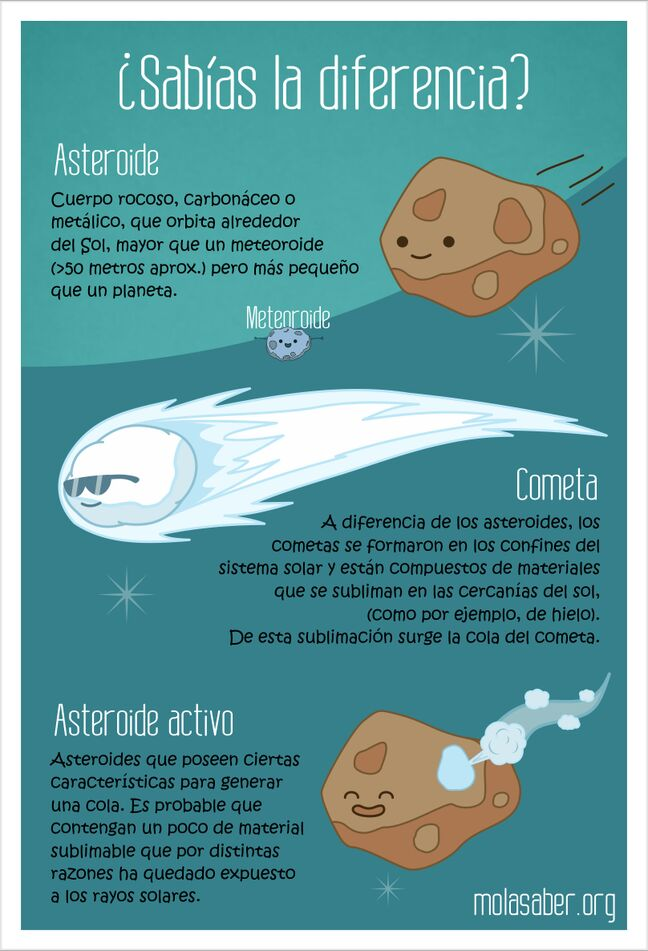 ¿Sabías la diferencia?
Asteroide
Cuerpo rocoso, carbonáceo o
metálico, que orbita alrededor
del Sol, mayor que un meteoroide
(>50 metros aprox.) pero más pequeño
que un planeta.
Meteoroide
Cometa
A diferencia de los asteroides, los
cometas se formaron en los confines del
sistema solar y están compuestos de materiales
que se subliman en las cercanías del sol,
(como por ejemplo, de hielo).
De esta sublimación surge la cola del cometa.
Asteroide activo
Asteroides que poseen ciertas
características para generar
una cola. Es probable que
contengan un poco de material
sublimable que por distintas
razones ha quedado expuesto
a los rayos solares.
molasaber.org